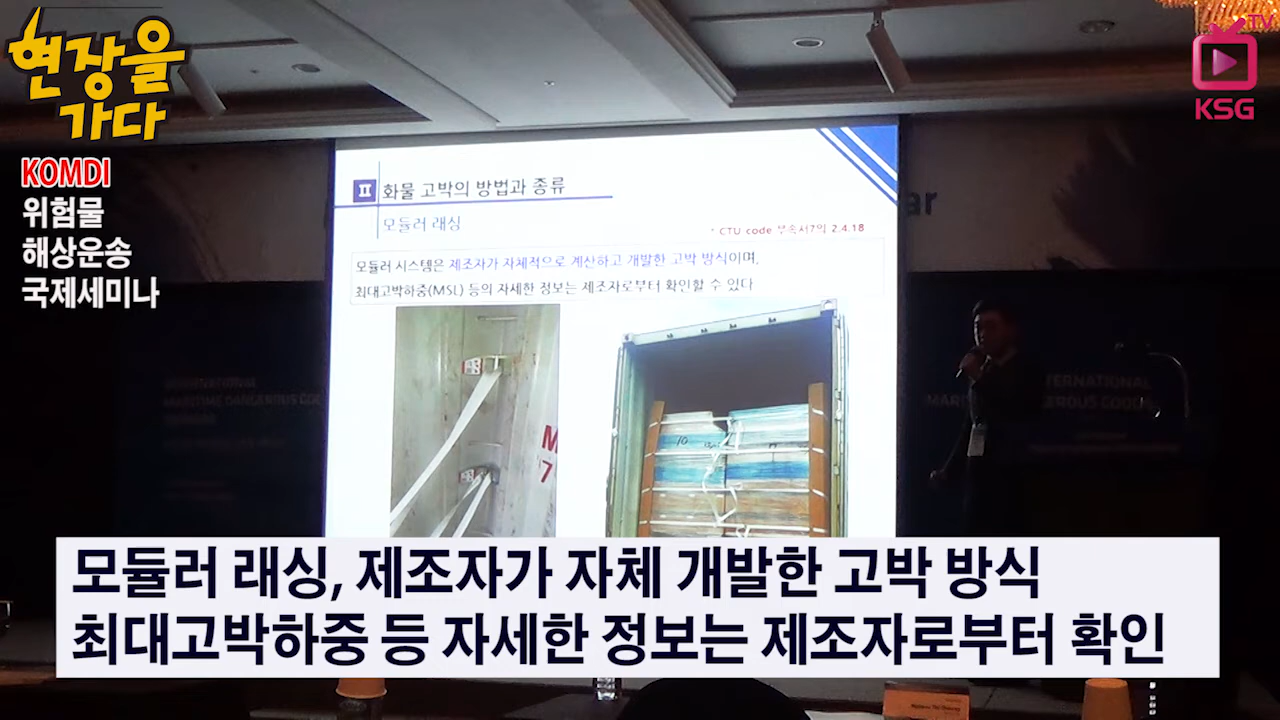 현장을
가다
TV
KSG
KOMDI
위험물
해상운송
국제세미나
II 화물 고박의 방법과 종류
모듈러 래싱
* CTU code 부속서7의 2.4.18
모듈러 시스템은 제조자가 자체적으로 계산하고 개발한 고박 방식이며,
최대고박하중(MSL) 등의 자세한 정보는 제조자로부터 확인할 수 있다
M
7
10
ar
INTERNATIONAL
MARITIME DANGEROUS GOODS
모듈러 래싱, 제조자가 자체 개발한 고박 방식
최대고박하중 등 자세한 정보는 제조자로부터 확인